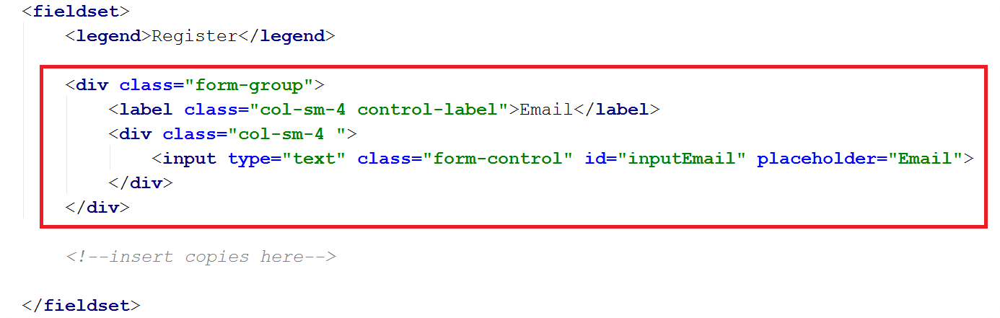 <fieldset>
<legend>Register</legend>
<div class="form-group">
<label class="col-sm-4 control-label">Email</label>
<div class="col-sm-4 ">
<input type="text" class="form-control" id="inputEmail" placeholder="Email">
</div>
</div>
<!--insert copies here-->
</fieldset>